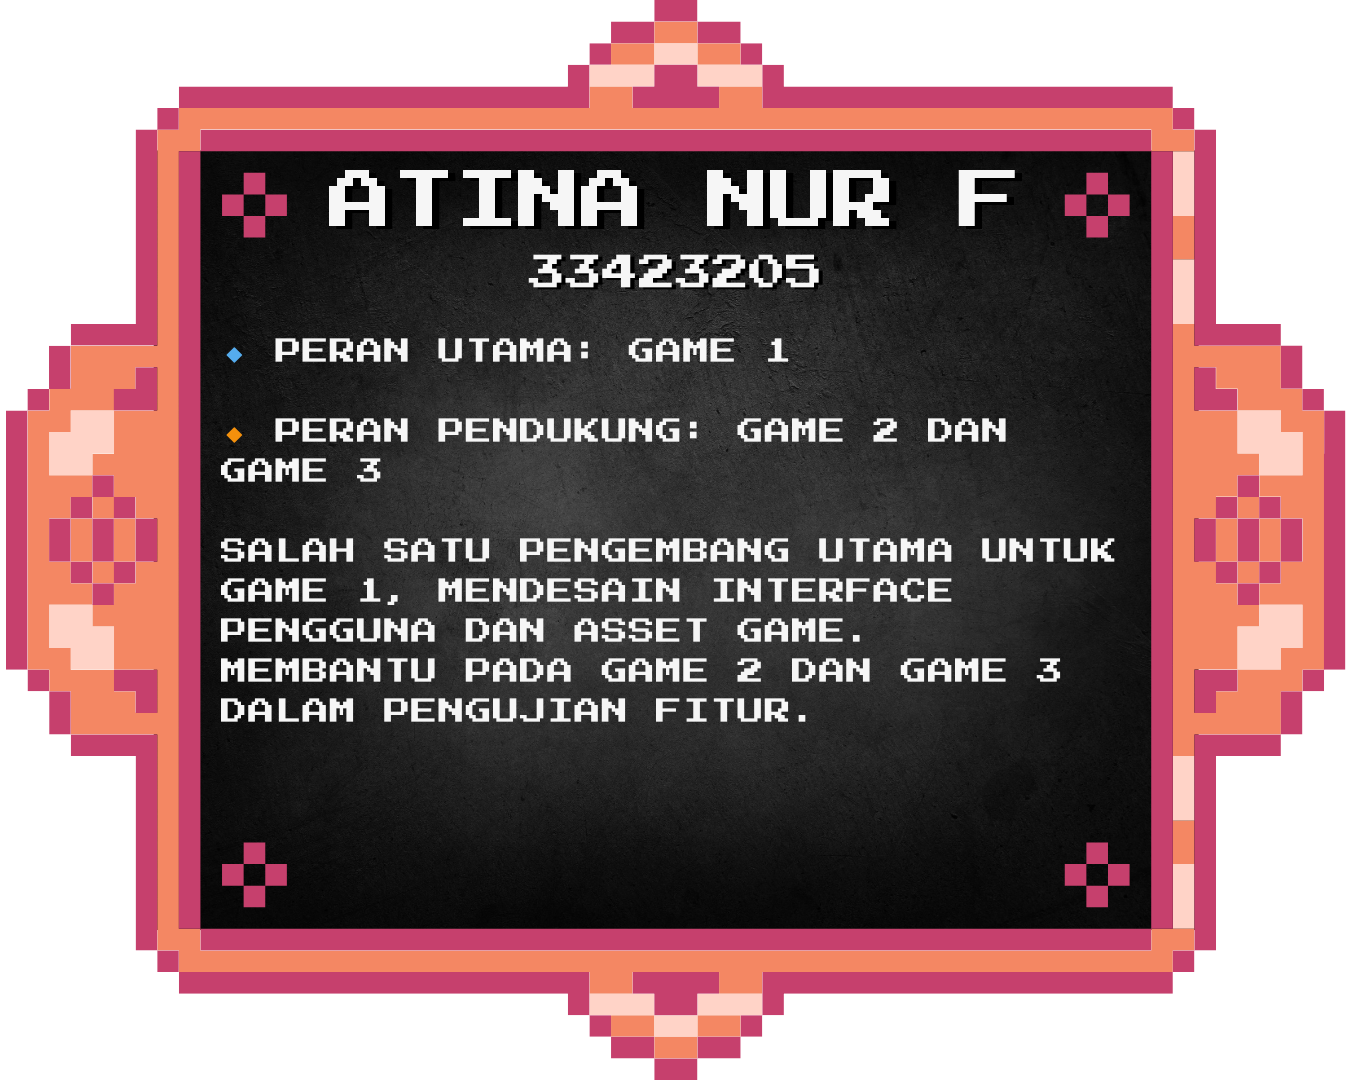 ATINA NUR F
33423205
🔹 PERAN UTAMA: GAME 1
🔸 PERAN PENDUKUNG: GAME 2 DAN
GAME 3
SALAH SATU PENGEMBANG UTAMA UNTUK
GAME 1, MENDESAIN INTERFACE
PENGGUNA DAN ASSET GAME.
MEMBANTU PADA GAME 2 DAN GAME 3
DALAM PENGUJIAN FITUR.